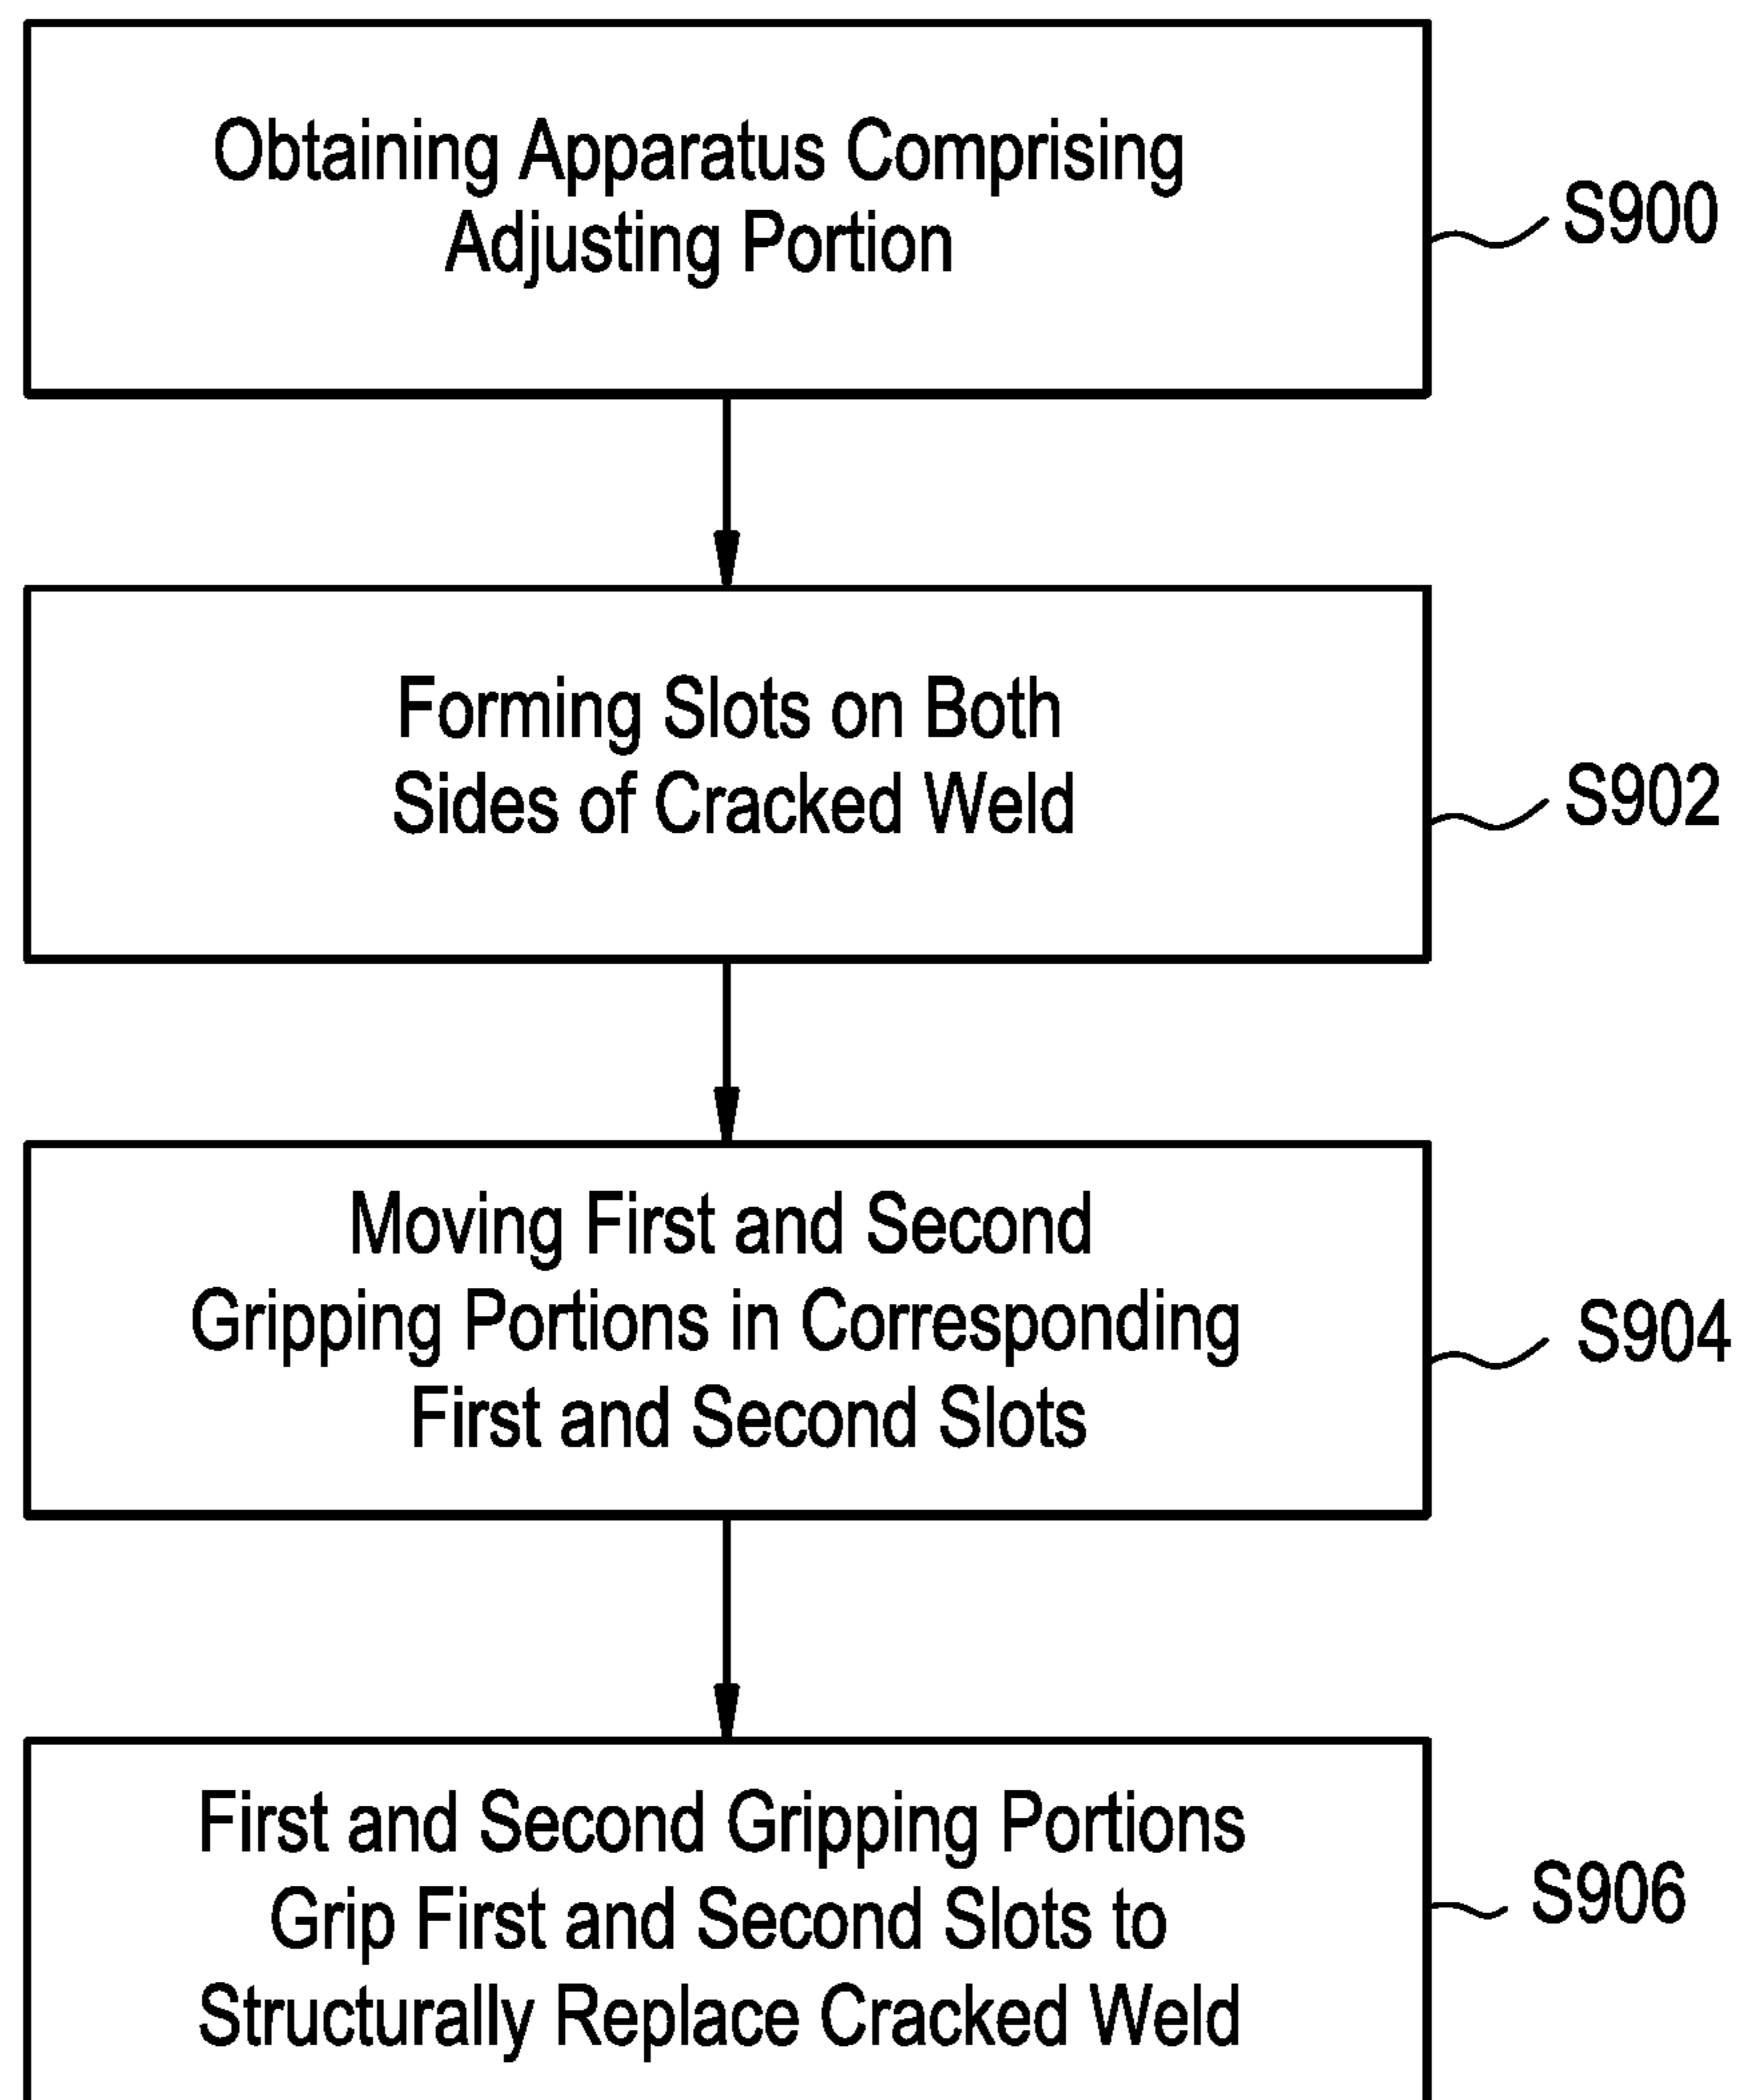 Obtaining Apparatus Comprising
Adjusting Portion
S900
Forming Slots on Both
Sides of Cracked Weld
S902
Moving First and Second
Gripping Portions in Corresponding
First and Second Slots
S904
First and Second Gripping Portions
Grip First and Second Slots to
Structurally Replace Cracked Weld
S906